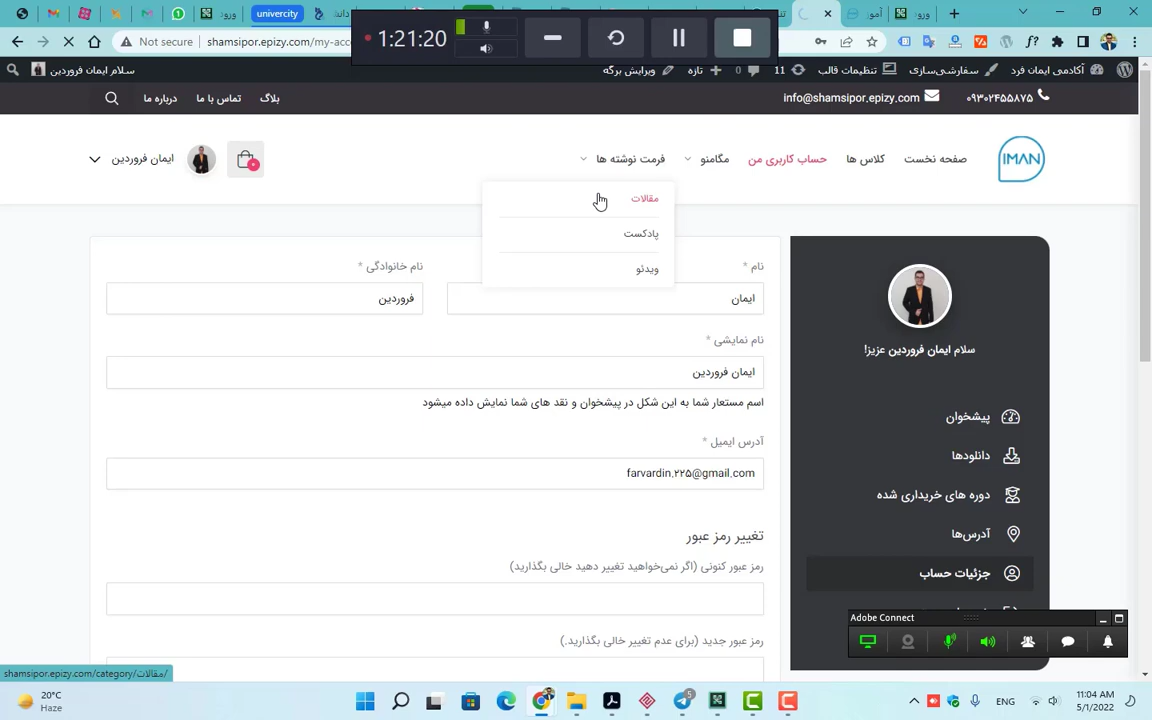 ورود
univercity
دانـ
آموز
ورود
1:21:20
Not secure
shamsipor.epizy.com/my-acc
سلام ایمان فروردین
ویرایش برگه
تازه
0
11
تنظیمات قالب
سفارشی‌سازی
آکادمی ایمان فرد
درباره ما
تماس با ما
بلاگ
info@shamsipor.epizy.com
۰۹۳۰۲۴۵۵۸۷۵
IMAN
صفحه نخست
کلاس ها
حساب کاربری من
مگامنو
فرمت نوشته ها
ایمان فروردین
مقالات
پادکست
ویدئو
نام *
نام خانوادگی *
ایمان
فروردین
نام نمایشی *
ایمان فروردین
اسم مستعار شما به این شکل در پیشخوان و نقد های شما نمایش داده میشود
آدرس ایمیل *
farvardin.۲۲۵@gmail.com
تغییر رمز عبور
رمز عبور کنونی (اگر نمی‌خواهید تغییر دهید خالی بگذارید)
رمز عبور جدید (برای عدم تغییر خالی بگذارید.)
سلام ایمان فروردین عزیز!
پیشخوان
دانلودها
دوره های خریداری شده
آدرس‌ها
جزئیات حساب
Adobe Connect
shamsipor.epizy.com/category/مقالات/
20°C
Haze
5
ENG
11:04 AM
5/1/2022